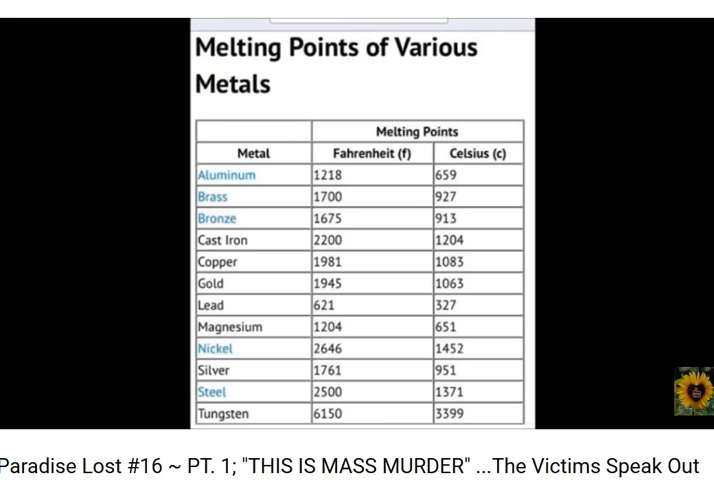 Melting Points of Various
Metals
Melting Points
Metal Fahrenheit (f) Celsius (c)
Aluminum 1218 659
Brass 1700 927
Bronze 1675 913
Cast Iron 2200 1204
Copper 1981 1083
Gold 1945 1063
Lead 621 327
Magnesium 1204 651
Nickel 2646 1452
Silver 1761 951
Steel 2500 1371
Tungsten 6150 3399
Paradise Lost #16 ~ PT. 1; "THIS IS MASS MURDER" ...The Victims Speak Out